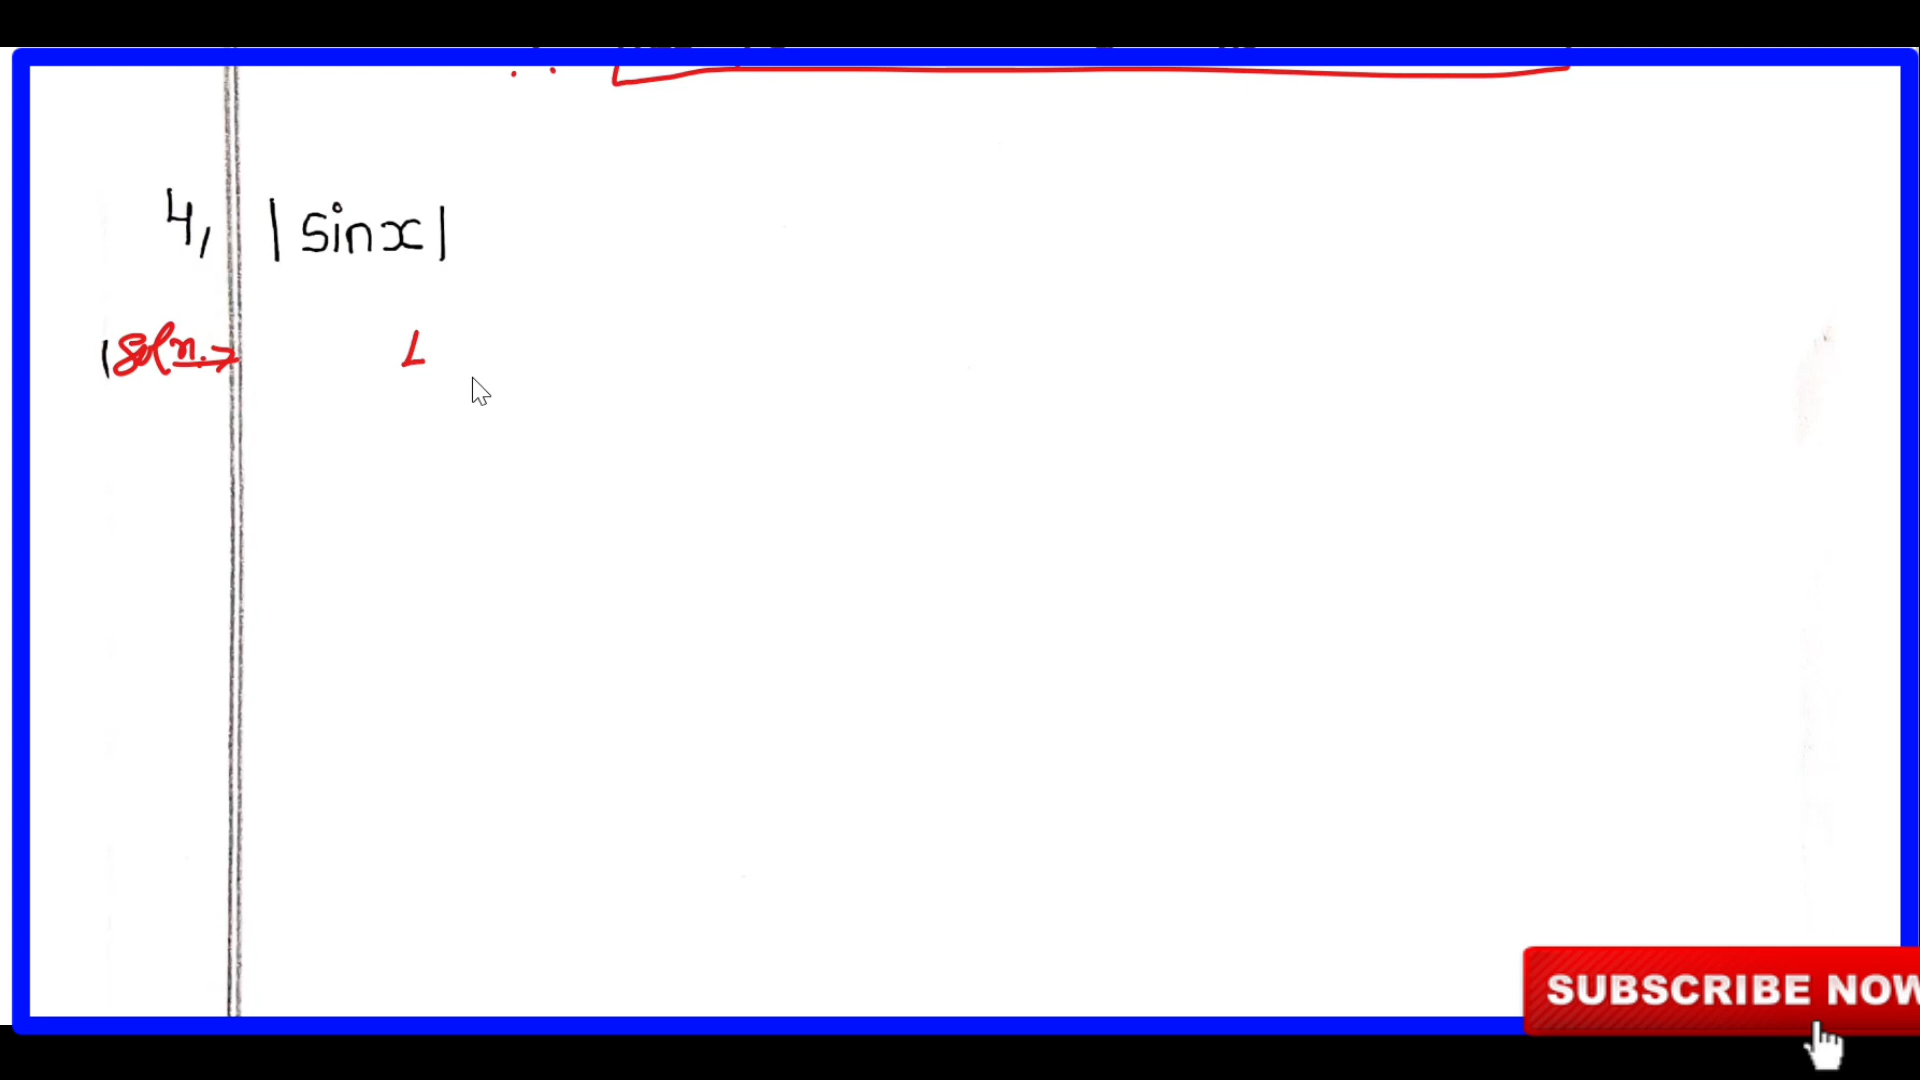 4, |sinx|
Soln. →
L
SUBSCRIBE NOW